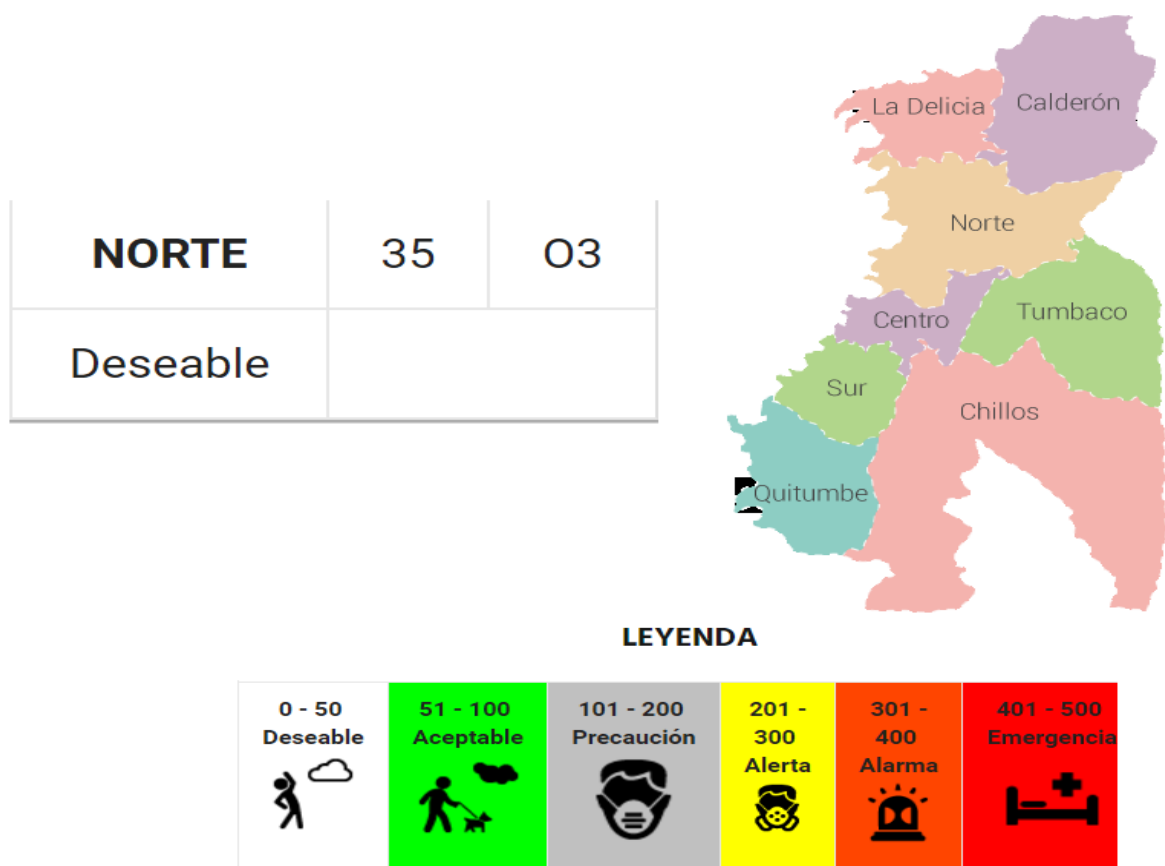 La Delicia
Calderón
Norte
Tumbaco
Centro
Sur
Chillos
Quitumbe
NORTE 35 O3
Deseable
LEYENDA
0 - 50
Deseable
51 - 100
Aceptable
101 - 200
Precaución
201 -
300
Alerta
301 -
400
Alarma
401 - 500
Emergencia